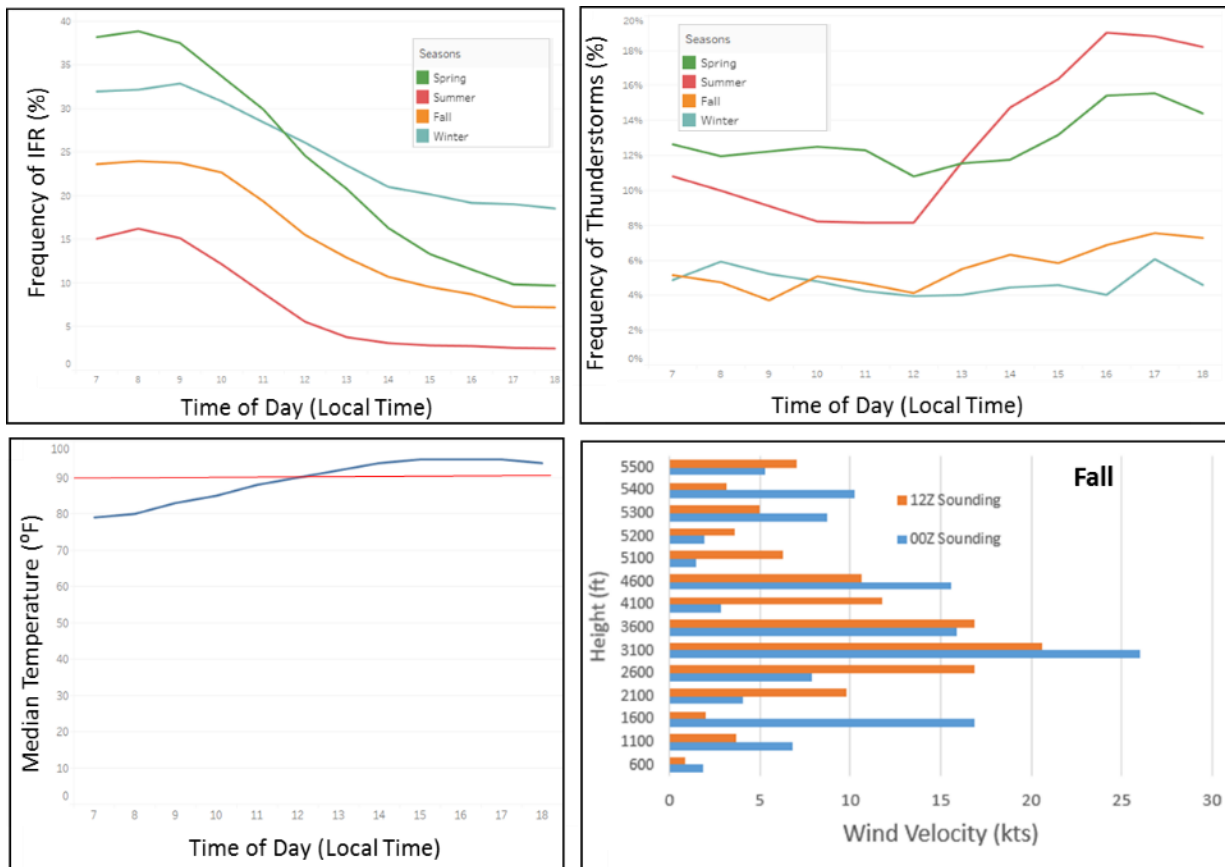 Frequency of IFR (%)
40
35
30
25
20
15
10
5
0
Seasons
Spring
Summer
Fall
Winter
7 8 9 10 11 12 13 14 15 16 17 18
Time of Day (Local Time)
Frequency of Thunderstorms (%)
20%
18%
16%
14%
12%
10%
8%
6%
4%
2%
0%
Seasons
Spring
Summer
Fall
Winter
7 8 9 10 11 12 13 14 15 16 17 18
Time of Day (Local Time)
Median Temperature (ºF)
100
90
80
70
60
50
40
30
20
10
0
7 8 9 10 11 12 13 14 15 16 17 18
Time of Day (Local Time)
Fall
12Z Sounding
00Z Sounding
Height (ft)
5500
5400
5300
5200
5100
4600
4100
3600
3100
2600
2100
1600
1100
600
0 5 10 15 20 25 30
Wind Velocity (kts)